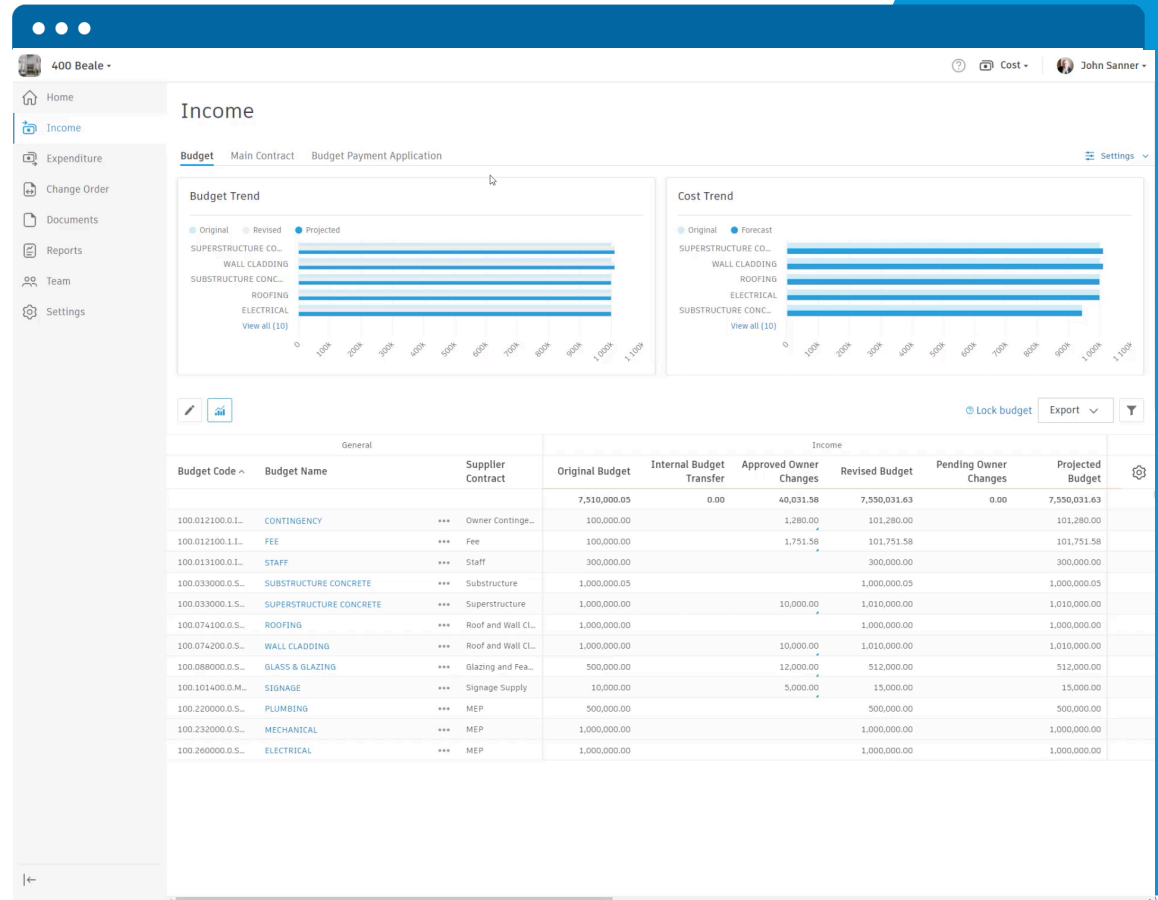 400 Beale
Cost
John Sanner
Home
Income
Expenditure
Change Order
Documents
Reports
Team
Settings
Income
Budget Main Contract Budget Payment Application
Settings
Budget Trend
Original Revised Projected
SUPERSTRUCTURE CO...
WALL CLADDING
SUBSTRUCTURE CONC...
ROOFING
ELECTRICAL
View all (10)
0 100k 200k 300k 400k 500k 600k 700k 800k 900k 1 000k 1 100k
Cost Trend
Original Forecast
SUPERSTRUCTURE CO...
WALL CLADDING
ROOFING
ELECTRICAL
SUBSTRUCTURE CONC...
View all (10)
0 100k 200k 300k 400k 500k 600k 700k 800k 900k 1 000k 1 100k
Lock budget Export
General Income
Budget Code Budget Name Supplier Contract Original Budget Internal Budget Transfer Approved Owner Changes Revised Budget Pending Owner Changes Projected Budget
7,510,000.05 0.00 40,031.58 7,550,031.63 0.00 7,550,031.63
100.012100.0.I... CONTINGENCY ••• Owner Continge... 100,000.00 1,280.00 101,280.00 101,280.00
100.012100.1.I... FEE ••• Fee 100,000.00 1,751.58 101,751.58 101,751.58
100.013100.0.I... STAFF ••• Staff 300,000.00 300,000.00 300,000.00
100.033000.0.S... SUBSTRUCTURE CONCRETE ••• Substructure 1,000,000.05 1,000,000.05 1,000,000.05
100.033000.1.S... SUPERSTRUCTURE CONCRETE ••• Superstructure 1,000,000.00 10,000.00 1,010,000.00 1,010,000.00
100.074100.0.S... ROOFING ••• Roof and Wall Cl... 1,000,000.00 1,000,000.00 1,000,000.00
100.074200.0.S... WALL CLADDING ••• Roof and Wall Cl... 1,000,000.00 10,000.00 1,010,000.00 1,010,000.00
100.088000.0.S... GLASS & GLAZING ••• Glazing and Fea... 500,000.00 12,000.00 512,000.00 512,000.00
100.101400.0.M... SIGNAGE ••• Signage Supply 10,000.00 5,000.00 15,000.00 15,000.00
100.220000.0.S... PLUMBING ••• MEP 500,000.00 500,000.00 500,000.00
100.232000.0.S... MECHANICAL ••• MEP 1,000,000.00 1,000,000.00 1,000,000.00
100.260000.0.S... ELECTRICAL ••• MEP 1,000,000.00 1,000,000.00 1,000,000.00